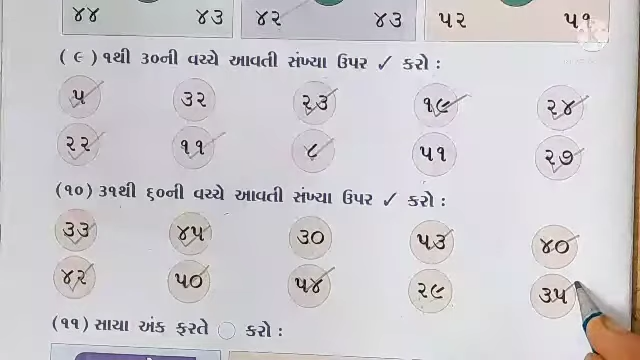 ૪૪ ૪૩ ૪૨ ૪૩ ૫૨ ૫૧
(૯) ૧થી ૩૦ની વચ્ચે આવતી સંખ્યા ઉપર ✓ કરો :
૫ ૩૨ ૨૩ ૧૯ ૨૪
૨૨ ૧૧ ૮ ૫૧ ૨૭
(૧૦) ૩૧થી ૬૦ની વચ્ચે આવતી સંખ્યા ઉપર ✓ કરો :
૩૩ ૪૫ ૩૦ ૫૩ ૪૦
૪૨ ૫૦ ૫૪ ૨૯ ૩૫
(૧૧) સાચા અંક ફરતે ◯ કરો :